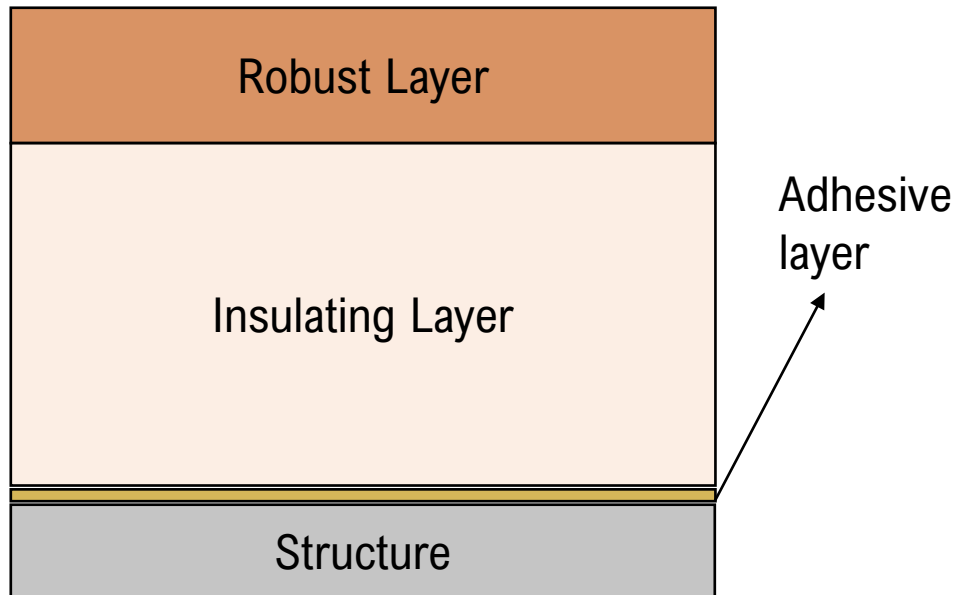 Robust Layer
Adhesive
layer
Insulating Layer
Structure